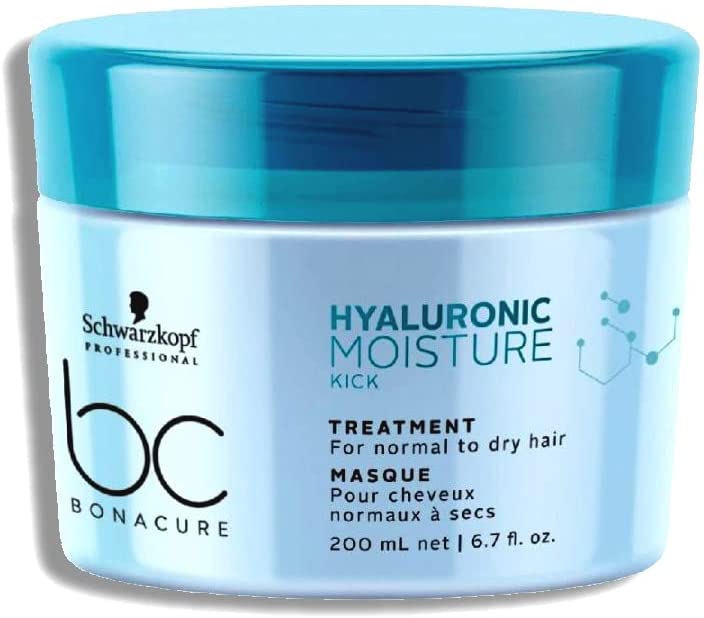 Schwarzkopf
PROFESSIONAL
bc
BONACURE
HYALURONIC
MOISTURE
KICK
TREATMENT
For normal to dry hair
MASQUE
Pour cheveux
normaux à secs
200 mL net | 6.7 fl. oz.